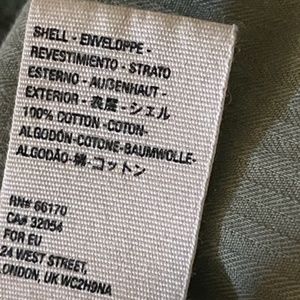 SHELL - ENVELOPPE -
REVESTIMIENTO - STRATO
ESTERNO - AUßENHAUT -
EXTERIOR - 表層 - シェル
100% COTTON -COTON-
ALGODÓN-COTONE-BAUMWOLLE-
ALGODÃO-綿-コットン
RN# 66170
CA# 32054
FOR EU
24 WEST STREET,
LONDON, UK WC2H9NA